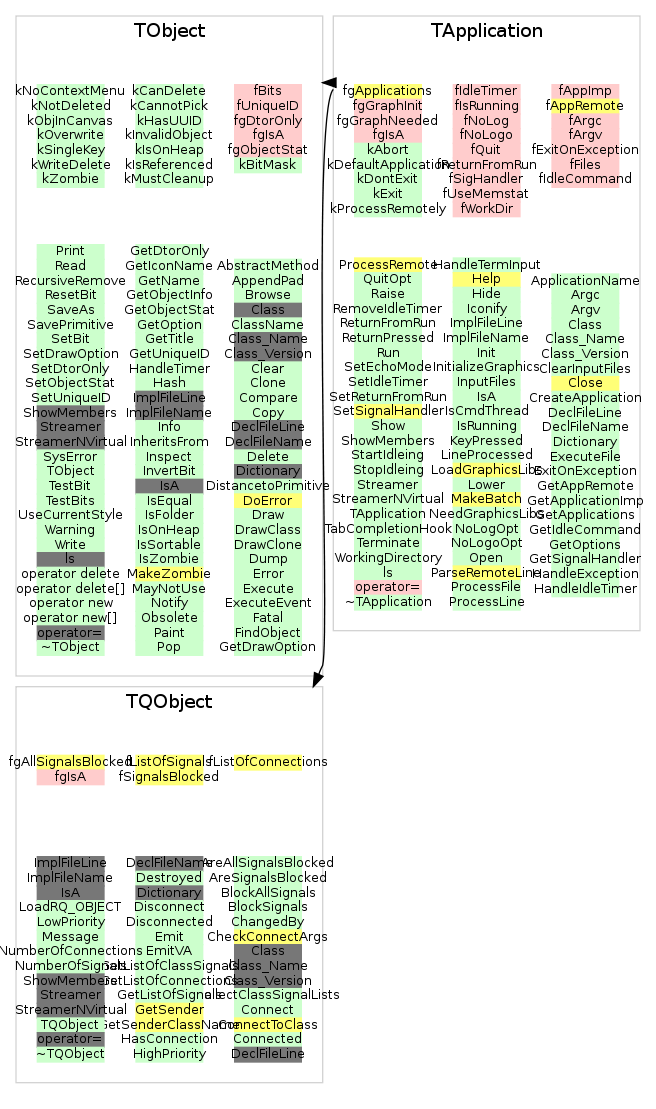 TObject
kNoContextMenu
kNotDeleted
kObjInCanvas
kOverwrite
kSingleKey
kWriteDelete
kZombie
kCanDelete
kCannotPick
kHasUUID
kInvalidObject
kIsOnHeap
kIsReferenced
kMustCleanup
fBits
fUniqueID
fgDtorOnly
fgIsA
fgObjectStat
kBitMask
Print
Read
RecursiveRemove
ResetBit
SaveAs
SavePrimitive
SetBit
SetDrawOption
SetDtorOnly
SetObjectStat
SetUniqueID
ShowMembers
Streamer
StreamerNVirtual
SysError
TObject
TestBit
TestBits
UseCurrentStyle
Warning
Write
ls
operator delete
operator delete[]
operator new
operator new[]
operator=
~TObject
GetDtorOnly
GetIconName
GetName
GetObjectInfo
GetObjectStat
GetOption
GetTitle
GetUniqueID
HandleTimer
Hash
ImplFileLine
ImplFileName
Info
InheritsFrom
Inspect
InvertBit
IsA
IsEqual
IsFolder
IsOnHeap
IsSortable
IsZombie
MakeZombie
MayNotUse
Notify
Obsolete
Paint
Pop
AbstractMethod
AppendPad
Browse
Class
ClassName
Class_Name
Class_Version
Clear
Clone
Compare
Copy
DeclFileLine
DeclFileName
Delete
Dictionary
DistancetoPrimitive
DoError
Draw
DrawClass
DrawClone
Dump
Error
Execute
ExecuteEvent
Fatal
FindObject
GetDrawOption
TApplication
fgApplications
fgGraphInit
fgGraphNeeded
fgIsA
kAbort
kDefaultApplication
kDontExit
kExit
kProcessRemotely
fIdleTimer
fIsRunning
fNoLog
fNoLogo
fQuit
fReturnFromRun
fSigHandler
fUseMemstat
fWorkDir
fAppImp
fAppRemote
fArgc
fArgv
fExitOnException
fFiles
fIdleCommand
ProcessRemote
QuitOpt
Raise
RemoveIdleTimer
ReturnFromRun
ReturnPressed
Run
SetEchoMode
SetIdleTimer
SetReturnFromRun
SetSignalHandler
Show
ShowMembers
StartIdleing
StopIdleing
Streamer
StreamerNVirtual
TApplication
TabCompletionHook
Terminate
WorkingDirectory
ls
operator=
~TApplication
HandleTermInput
Help
Hide
Iconify
ImplFileLine
ImplFileName
Init
InitializeGraphics
InputFiles
IsA
IsCmdThread
IsRunning
KeyPressed
LineProcessed
LoadGraphicsLibs
Lower
MakeBatch
NeedGraphicsLibs
NoLogOpt
NoLogoOpt
Open
ParseRemoteLine
ProcessFile
ProcessLine
ApplicationName
Argc
Argv
Class
Class_Name
Class_Version
ClearInputFiles
Close
CreateApplication
DeclFileLine
DeclFileName
Dictionary
ExecuteFile
ExitOnException
GetAppRemote
GetApplicationImp
GetApplications
GetIdleCommand
GetOptions
GetSignalHandler
HandleException
HandleIdleTimer
TQObject
fgAllSignalsBlocked
fgIsA
fListOfSignals
fSignalsBlocked
fListOfConnections
ImplFileLine
ImplFileName
IsA
LoadRQ_OBJECT
LowPriority
Message
NumberOfConnections
NumberOfSignals
ShowMembers
Streamer
StreamerNVirtual
TQObject
operator=
~TQObject
DeclFileName
Destroyed
Dictionary
Disconnect
Disconnected
Emit
EmitVA
GetListOfClassSignals
GetListOfConnections
GetListOfSignals
GetSender
GetSenderClassName
HasConnection
HighPriority
AreAllSignalsBlocked
AreSignalsBlocked
BlockAllSignals
BlockSignals
ChangedBy
CheckConnectArgs
Class
Class_Name
Class_Version
CollectClassSignalLists
Connect
ConnectToClass
Connected
DeclFileLine